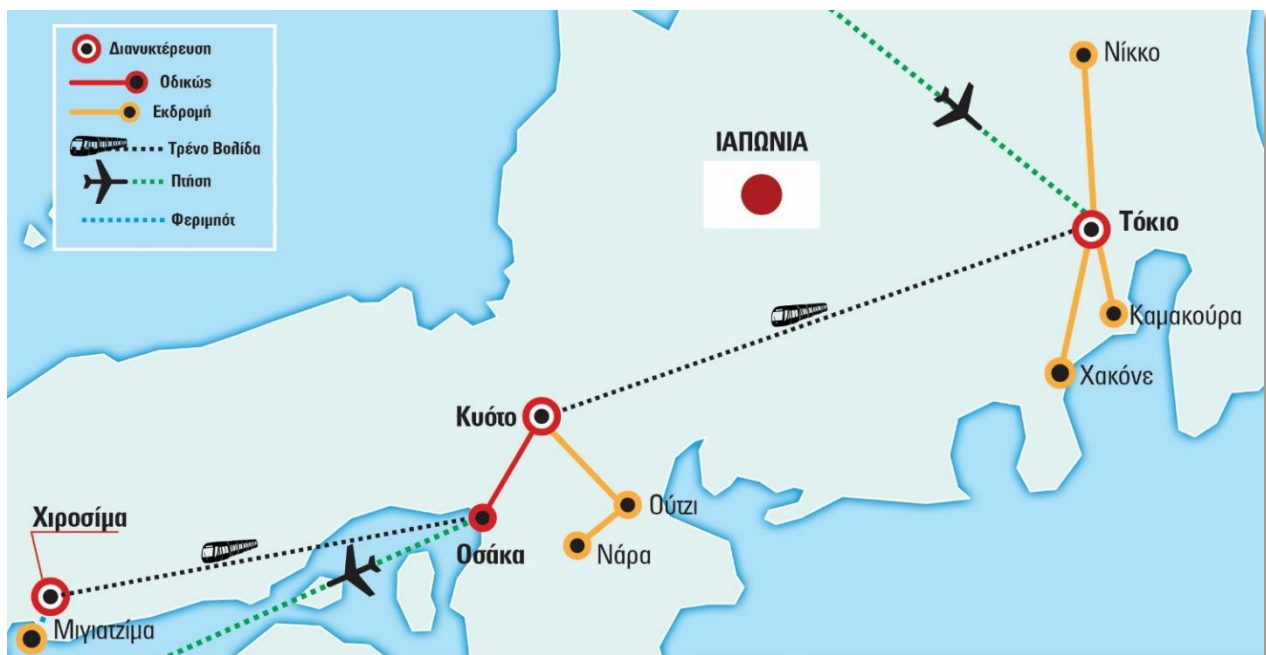 Διανυκτέρευση
Οδικώς
Εκδρομή
Τρένο Βολίδα
Πτήση
Φεριμπότ
ΙΑΠΩΝΙΑ
Νίκκο
Τόκιο
Καμακούρα
Χακόνε
Κυότο
Ούτζι
Νάρα
Οσάκα
Χιροσίμα
Μιγιατζίμα